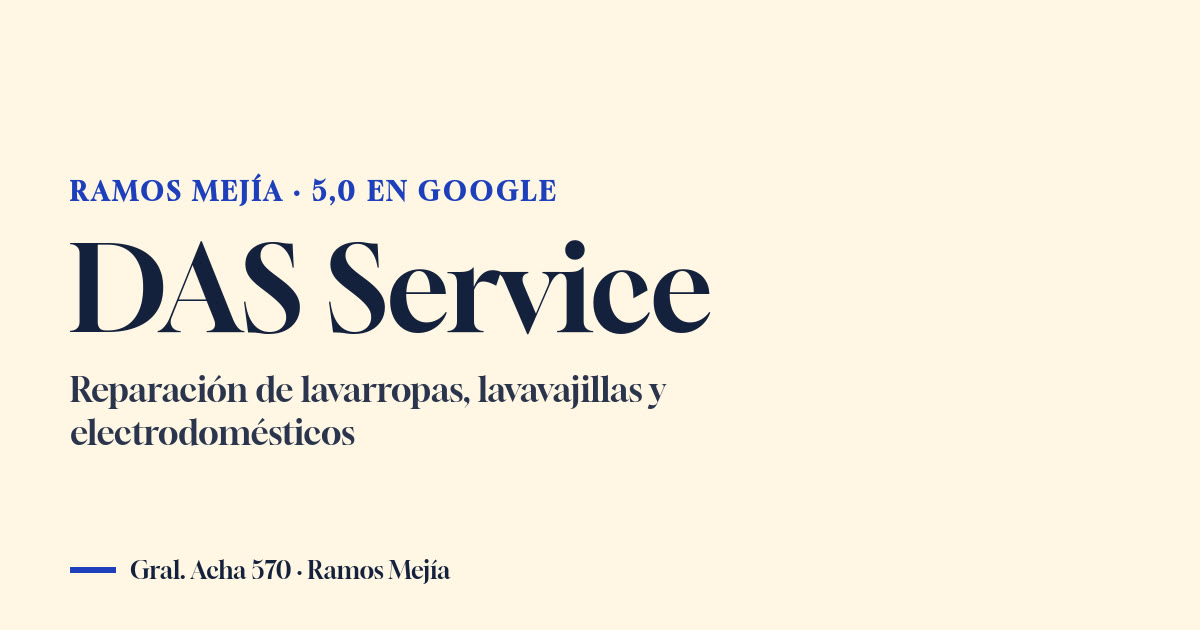 RAMOS MEJÍA · 5,0 EN GOOGLE
DAS Service
Reparación de lavarropas, lavavajillas y
electrodomésticos
Gral. Acha 570 · Ramos Mejía